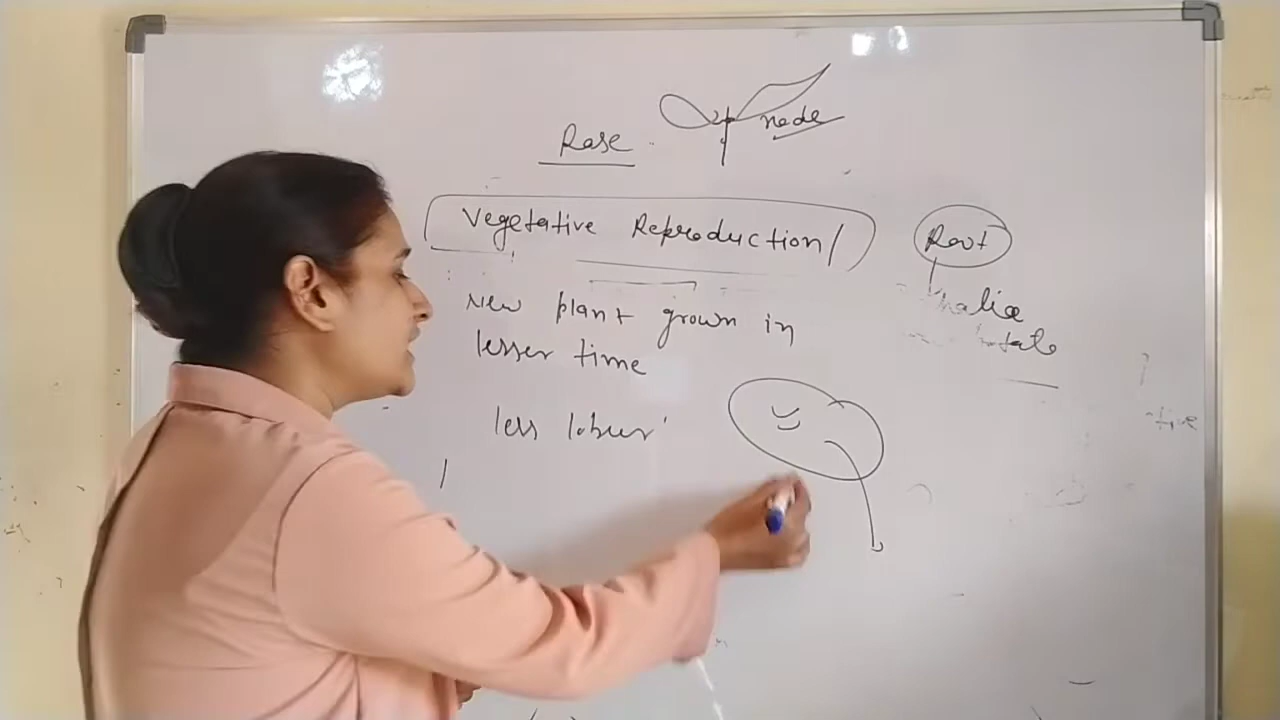 node
Rose
Vegetative Reproduction
Root
New plant grown in
lesser time
less labour